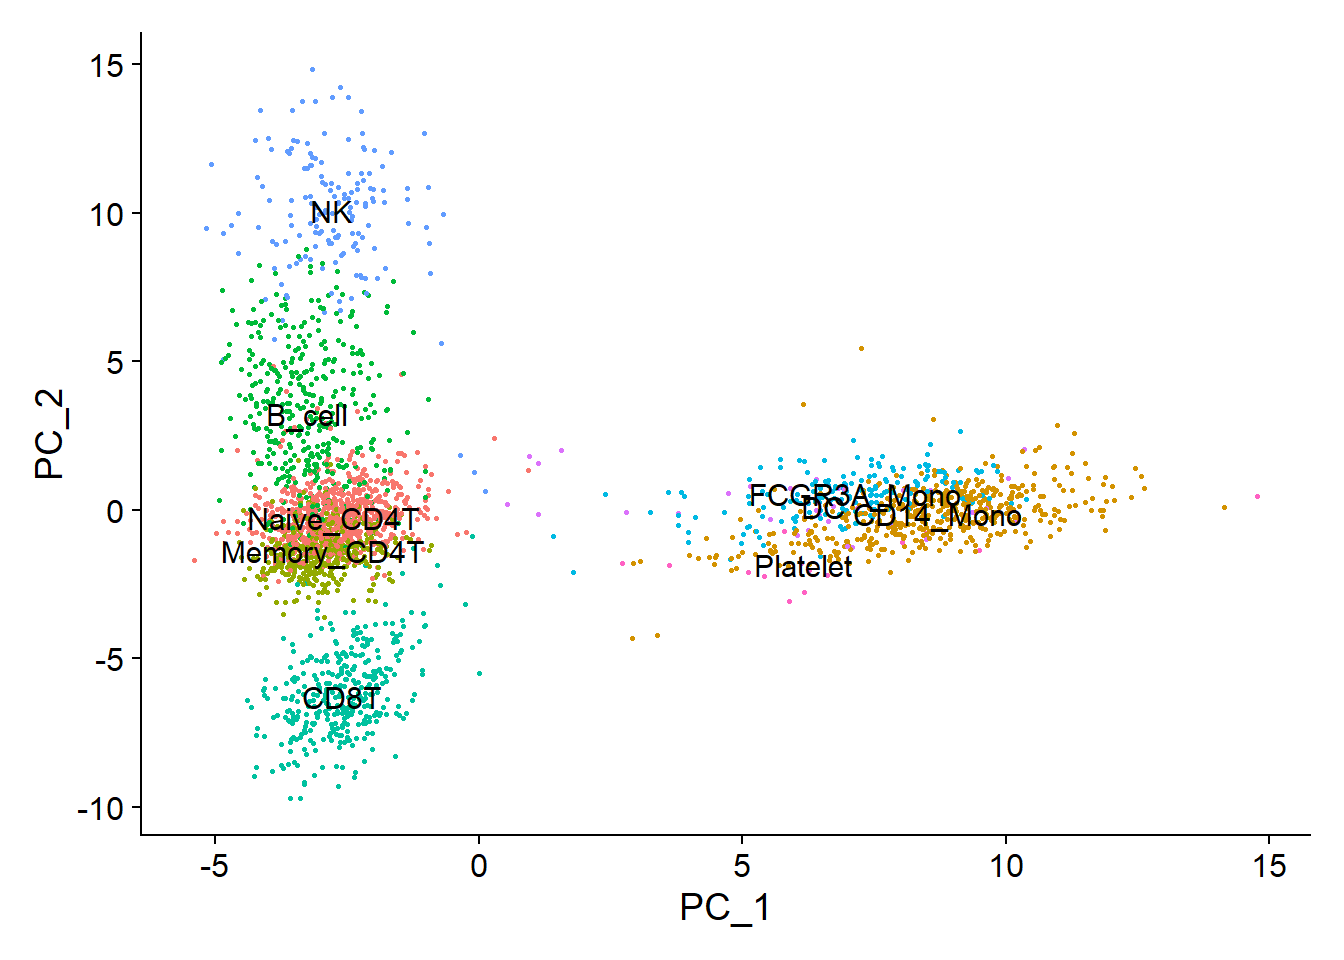 15
10
5
0
-5
-10
PC_2
NK
B_cell
Naive_CD4T
Memory_CD4T
CD8T
FCGR3A_Mono
DC
CD14_Mono
Platelet
-5
0
5
10
15
PC_1